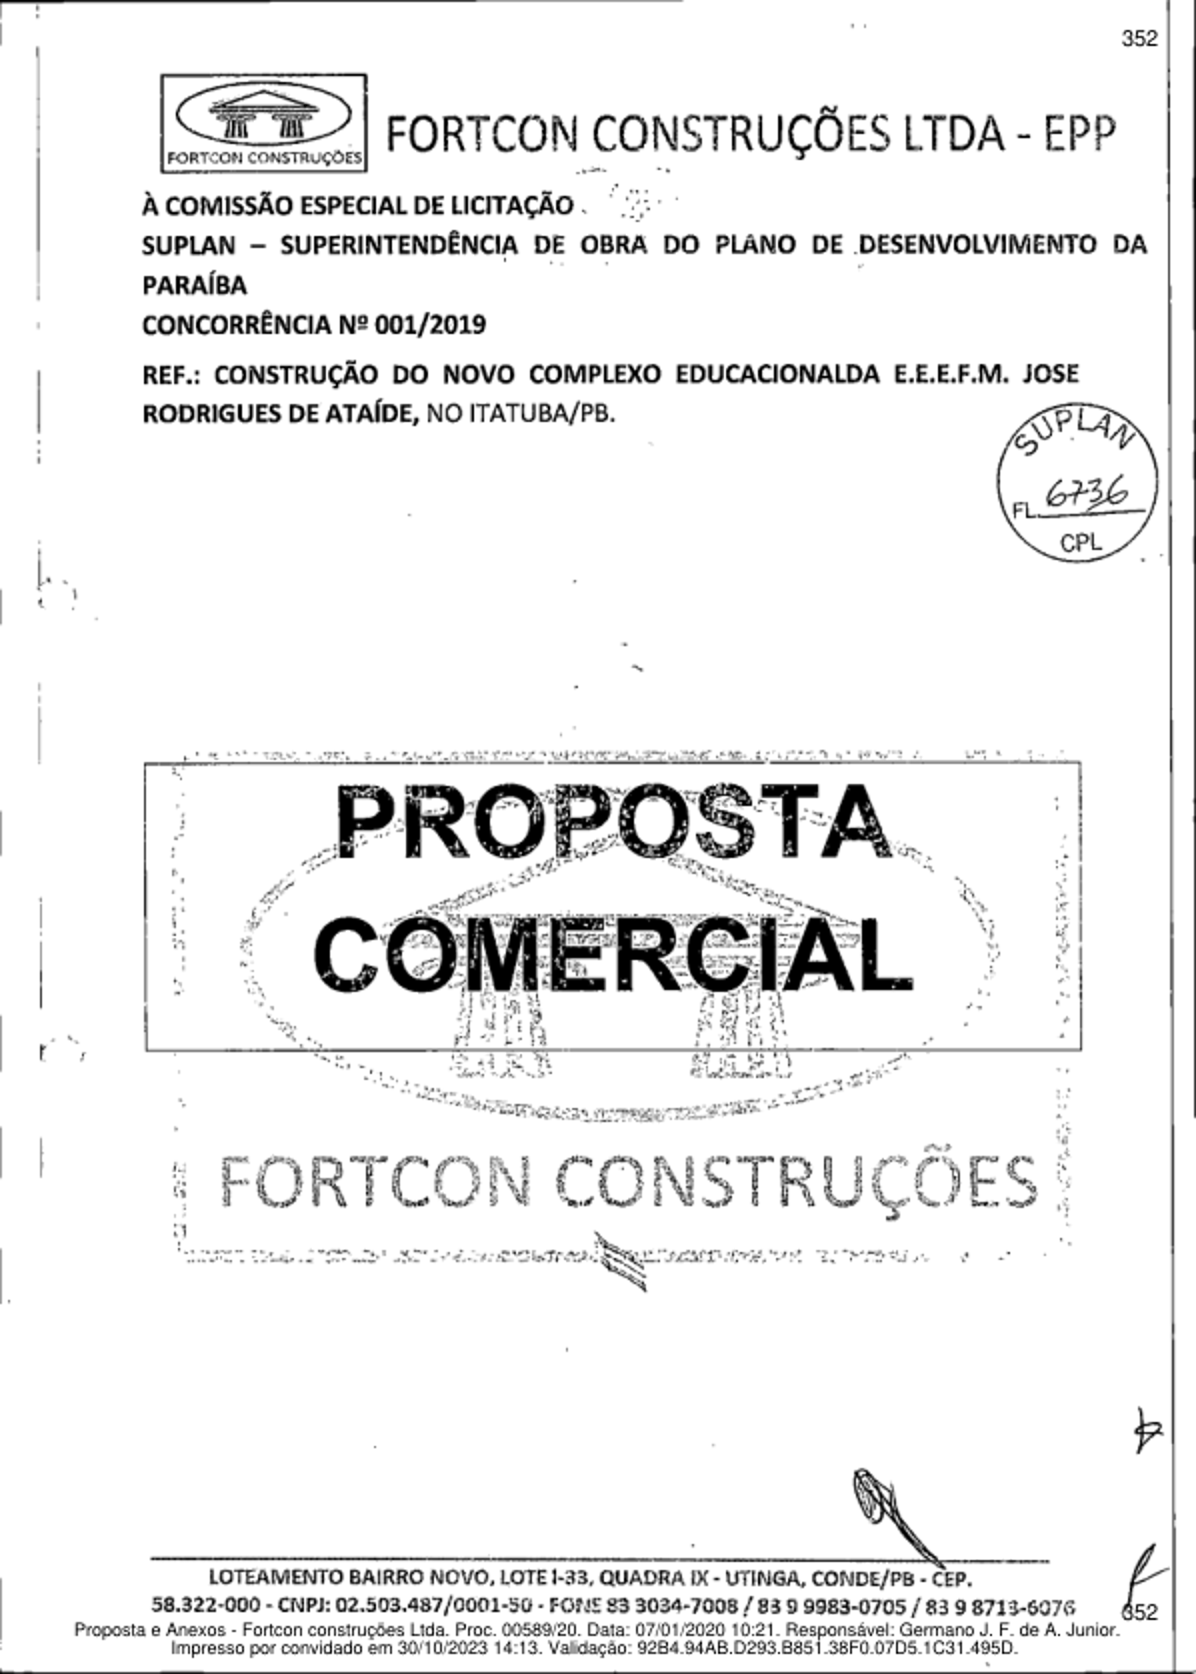 352
FORTCON CONSTRUÇÕES
FORTCON CONSTRUÇÕES LTDA - EPP
À COMISSÃO ESPECIAL DE LICITAÇÃO
SUPLAN – SUPERINTENDÊNCIA DE OBRA DO PLANO DE DESENVOLVIMENTO DA
PARAÍBA
CONCORRÊNCIA Nº 001/2019
REF.: CONSTRUÇÃO DO NOVO COMPLEXO EDUCACIONALDA E.E.E.F.M. JOSE
RODRIGUES DE ATAÍDE, NO ITATUBA/PB.
SUPLAN
FL. 6736
CPL
PROPOSTA
COMERCIAL
FORTCON CONSTRUÇÕES
LOTEAMENTO BAIRRO NOVO, LOTE I-33, QUADRA IX - UTINGA, CONDE/PB - CEP.
58.322-000 - CNPJ: 02.503.487/0001-50 - FONE 83 3034-7008 / 83 9 9983-0705 / 83 9 8713-6076
352
Proposta e Anexos - Fortcon construções Ltda. Proc. 00589/20. Data: 07/01/2020 10:21. Responsável: Germano J. F. de A. Junior.
Impresso por convidado em 30/10/2023 14:13. Validação: 92B4.94AB.D293.B851.38F0.07D5.1C31.495D.